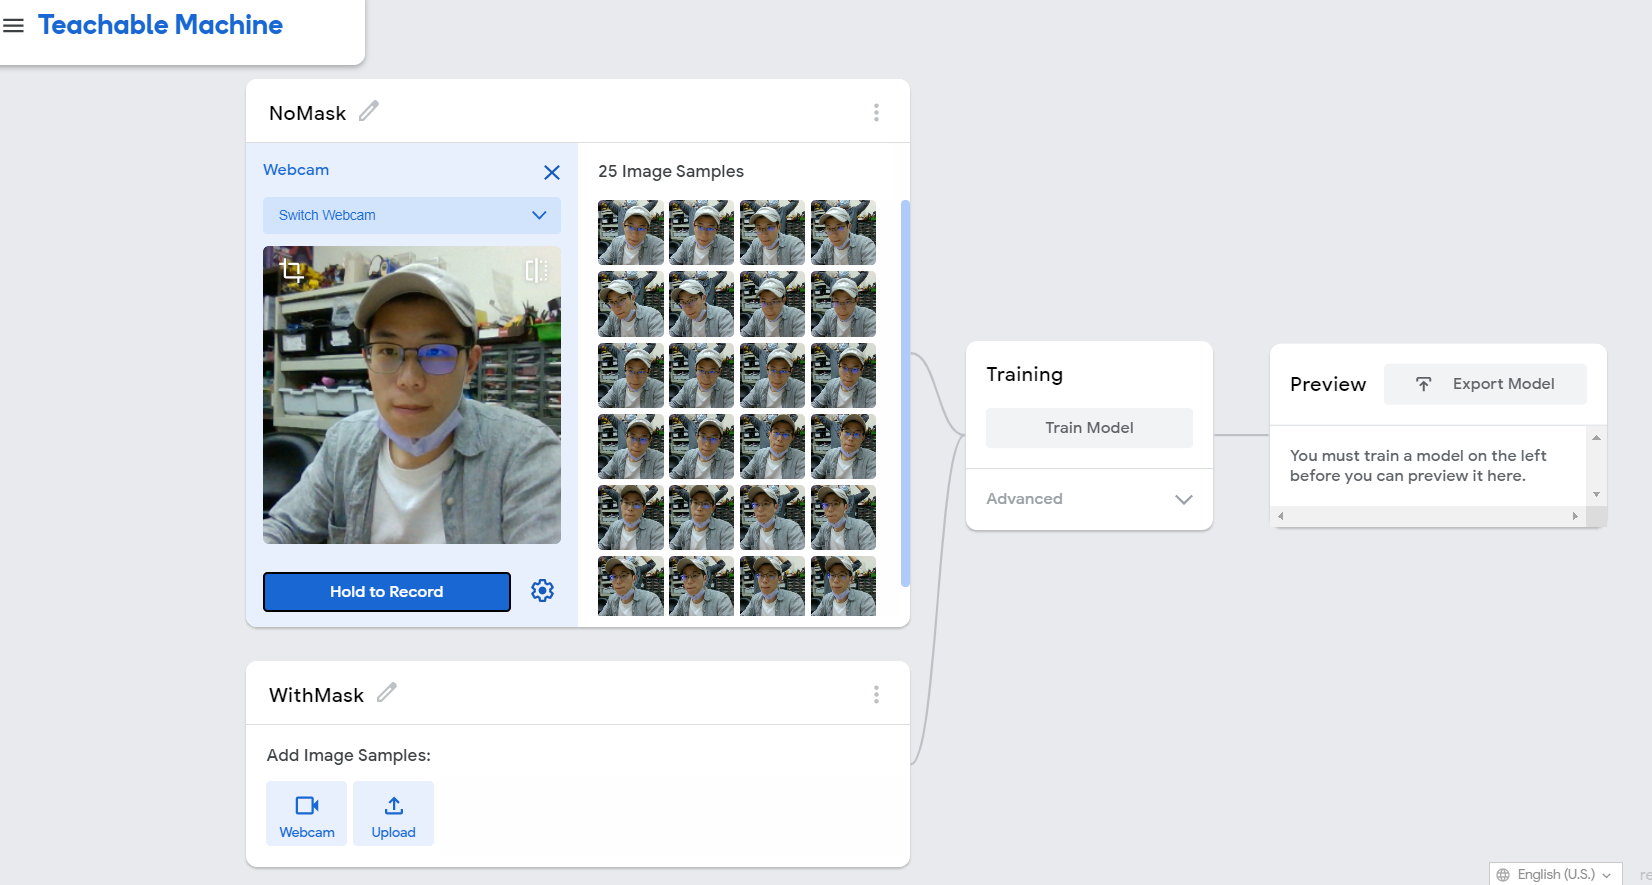 Teachable Machine
NoMask
Webcam
Switch Webcam
Hold to Record
25 Image Samples
WithMask
Add Image Samples:
Webcam
Upload
Training
Train Model
Advanced
Preview
Export Model
You must train a model on the left
before you can preview it here.
English (U.S.)